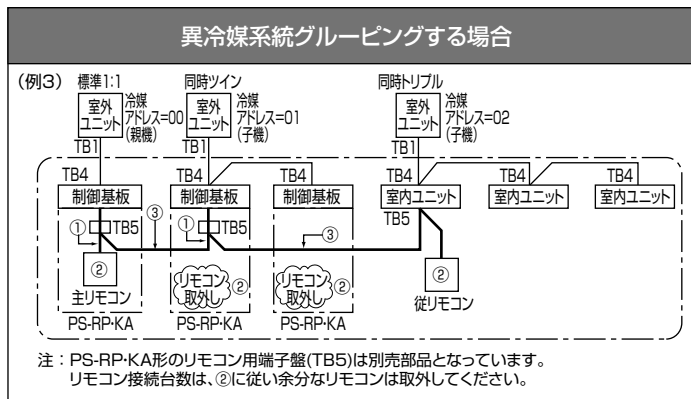 異冷媒系統グルーピングする場合
(例3) 標準1:1 同時ツイン 同時トリプル
室外ユニット 冷媒アドレス=00(親機) 室外ユニット 冷媒アドレス=01(子機) 室外ユニット 冷媒アドレス=02(子機)
TB1 TB1 TB1
TB4 TB4 TB4 TB4 TB4 TB4
制御基板 制御基板 制御基板 室内ユニット 室内ユニット 室内ユニット
① TB5 ③ ① TB5 ③ TB5
② リモコン取外し ② リモコン取外し ② ②
主リモコン 従リモコン
PS-RP・KA PS-RP・KA PS-RP・KA
注：PS-RP・KA形のリモコン用端子盤(TB5)は別売部品となっています。
リモコン接続台数は、②に従い余分なリモコンは取外してください。